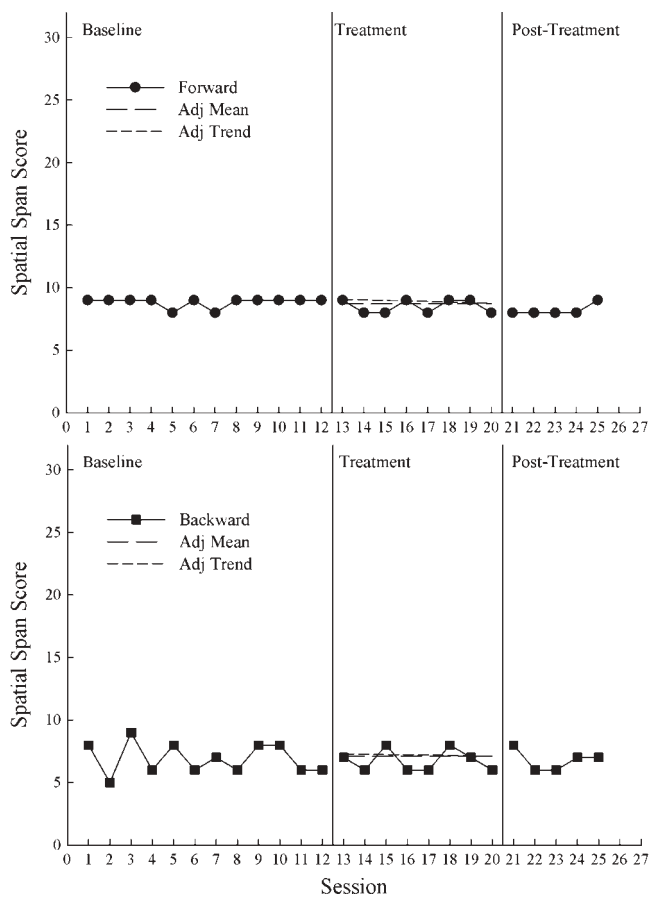 Baseline Treatment Post-Treatment
30
Forward
Adj Mean
Adj Trend
25
20
15
10
5
0
Spatial Span Score
0 1 2 3 4 5 6 7 8 9 10 11 12 13 14 15 16 17 18 19 20 21 22 23 24 25 26 27
Baseline Treatment Post-Treatment
30
Backward
Adj Mean
Adj Trend
25
20
15
10
5
0
Spatial Span Score
0 1 2 3 4 5 6 7 8 9 10 11 12 13 14 15 16 17 18 19 20 21 22 23 24 25 26 27
Session